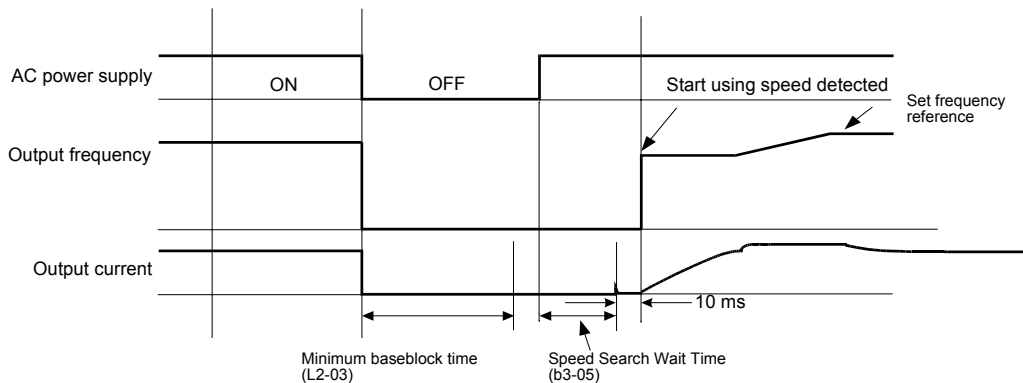 AC power supply
ON
OFF
Start using speed detected
Set frequency
reference
Output frequency
Output current
10 ms
Minimum baseblock time
(L2-03)
Speed Search Wait Time
(b3-05)